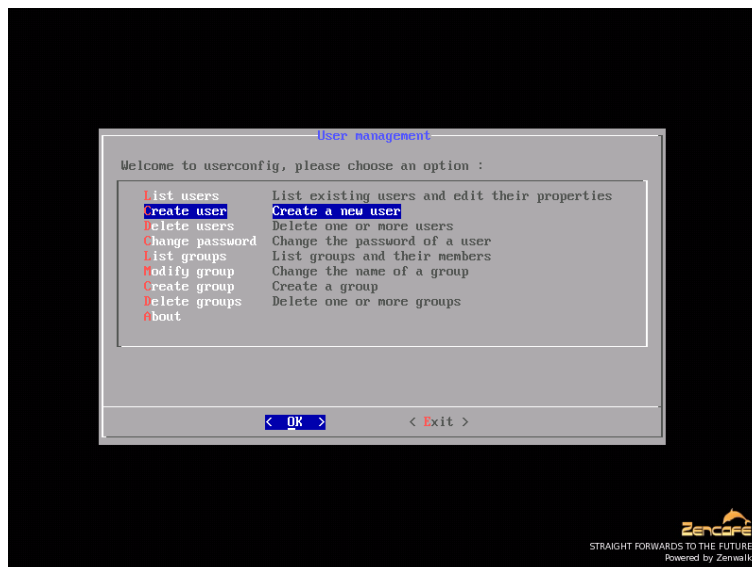 User management
Welcome to userconfig, please choose an option :
List users List existing users and edit their properties
Create user Create a new user
Delete users Delete one or more users
Change password Change the password of a user
List groups List groups and their members
Modify group Change the name of a group
Create group Create a group
Delete groups Delete one or more groups
About
< OK > < Exit >
Zencafe
STRAIGHT FORWARDS TO THE FUTURE
Powered by Zenwalk